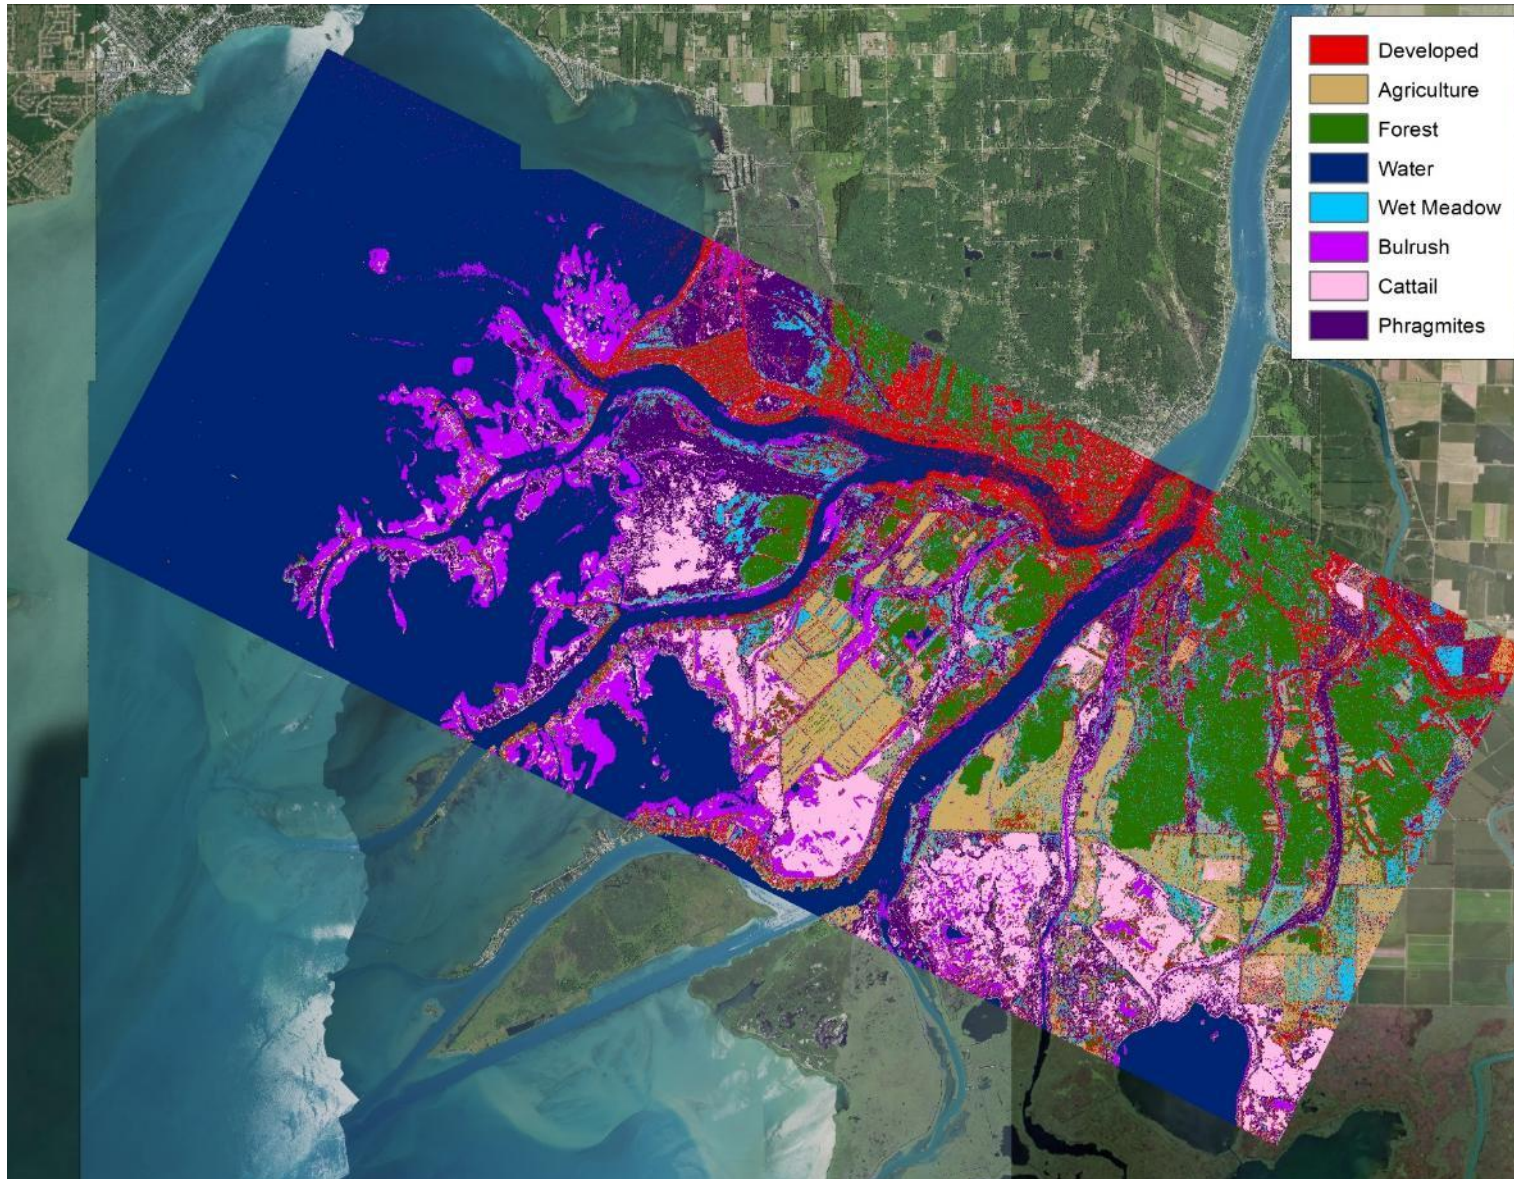 Developed
Agriculture
Forest
Water
Wet Meadow
Bulrush
Cattail
Phragmites